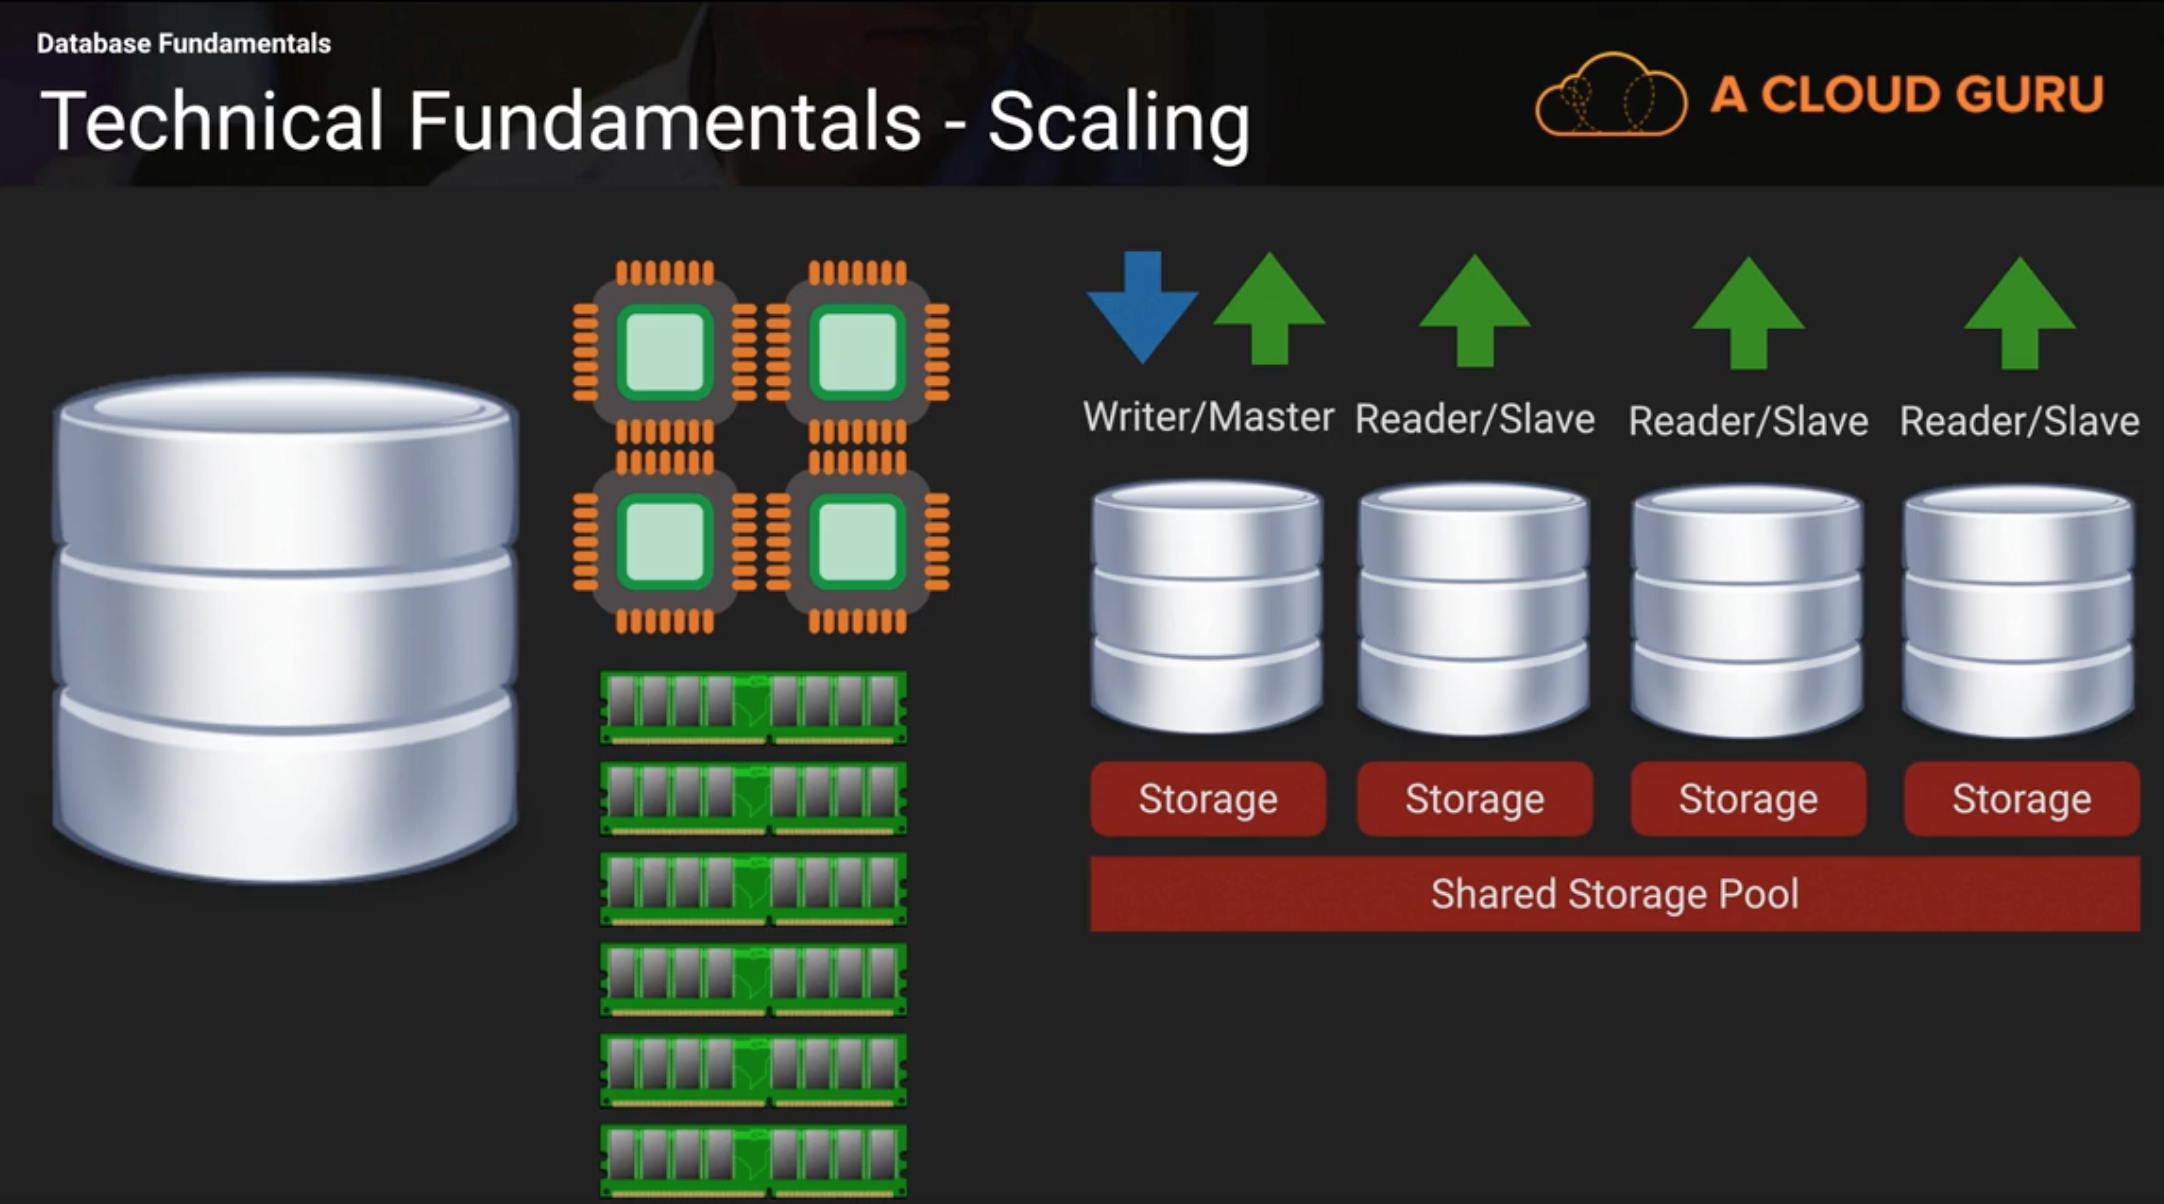 Database Fundamentals
Technical Fundamentals - Scaling
A CLOUD GURU
Writer/Master
Reader/Slave
Reader/Slave
Reader/Slave
Storage
Storage
Storage
Storage
Shared Storage Pool